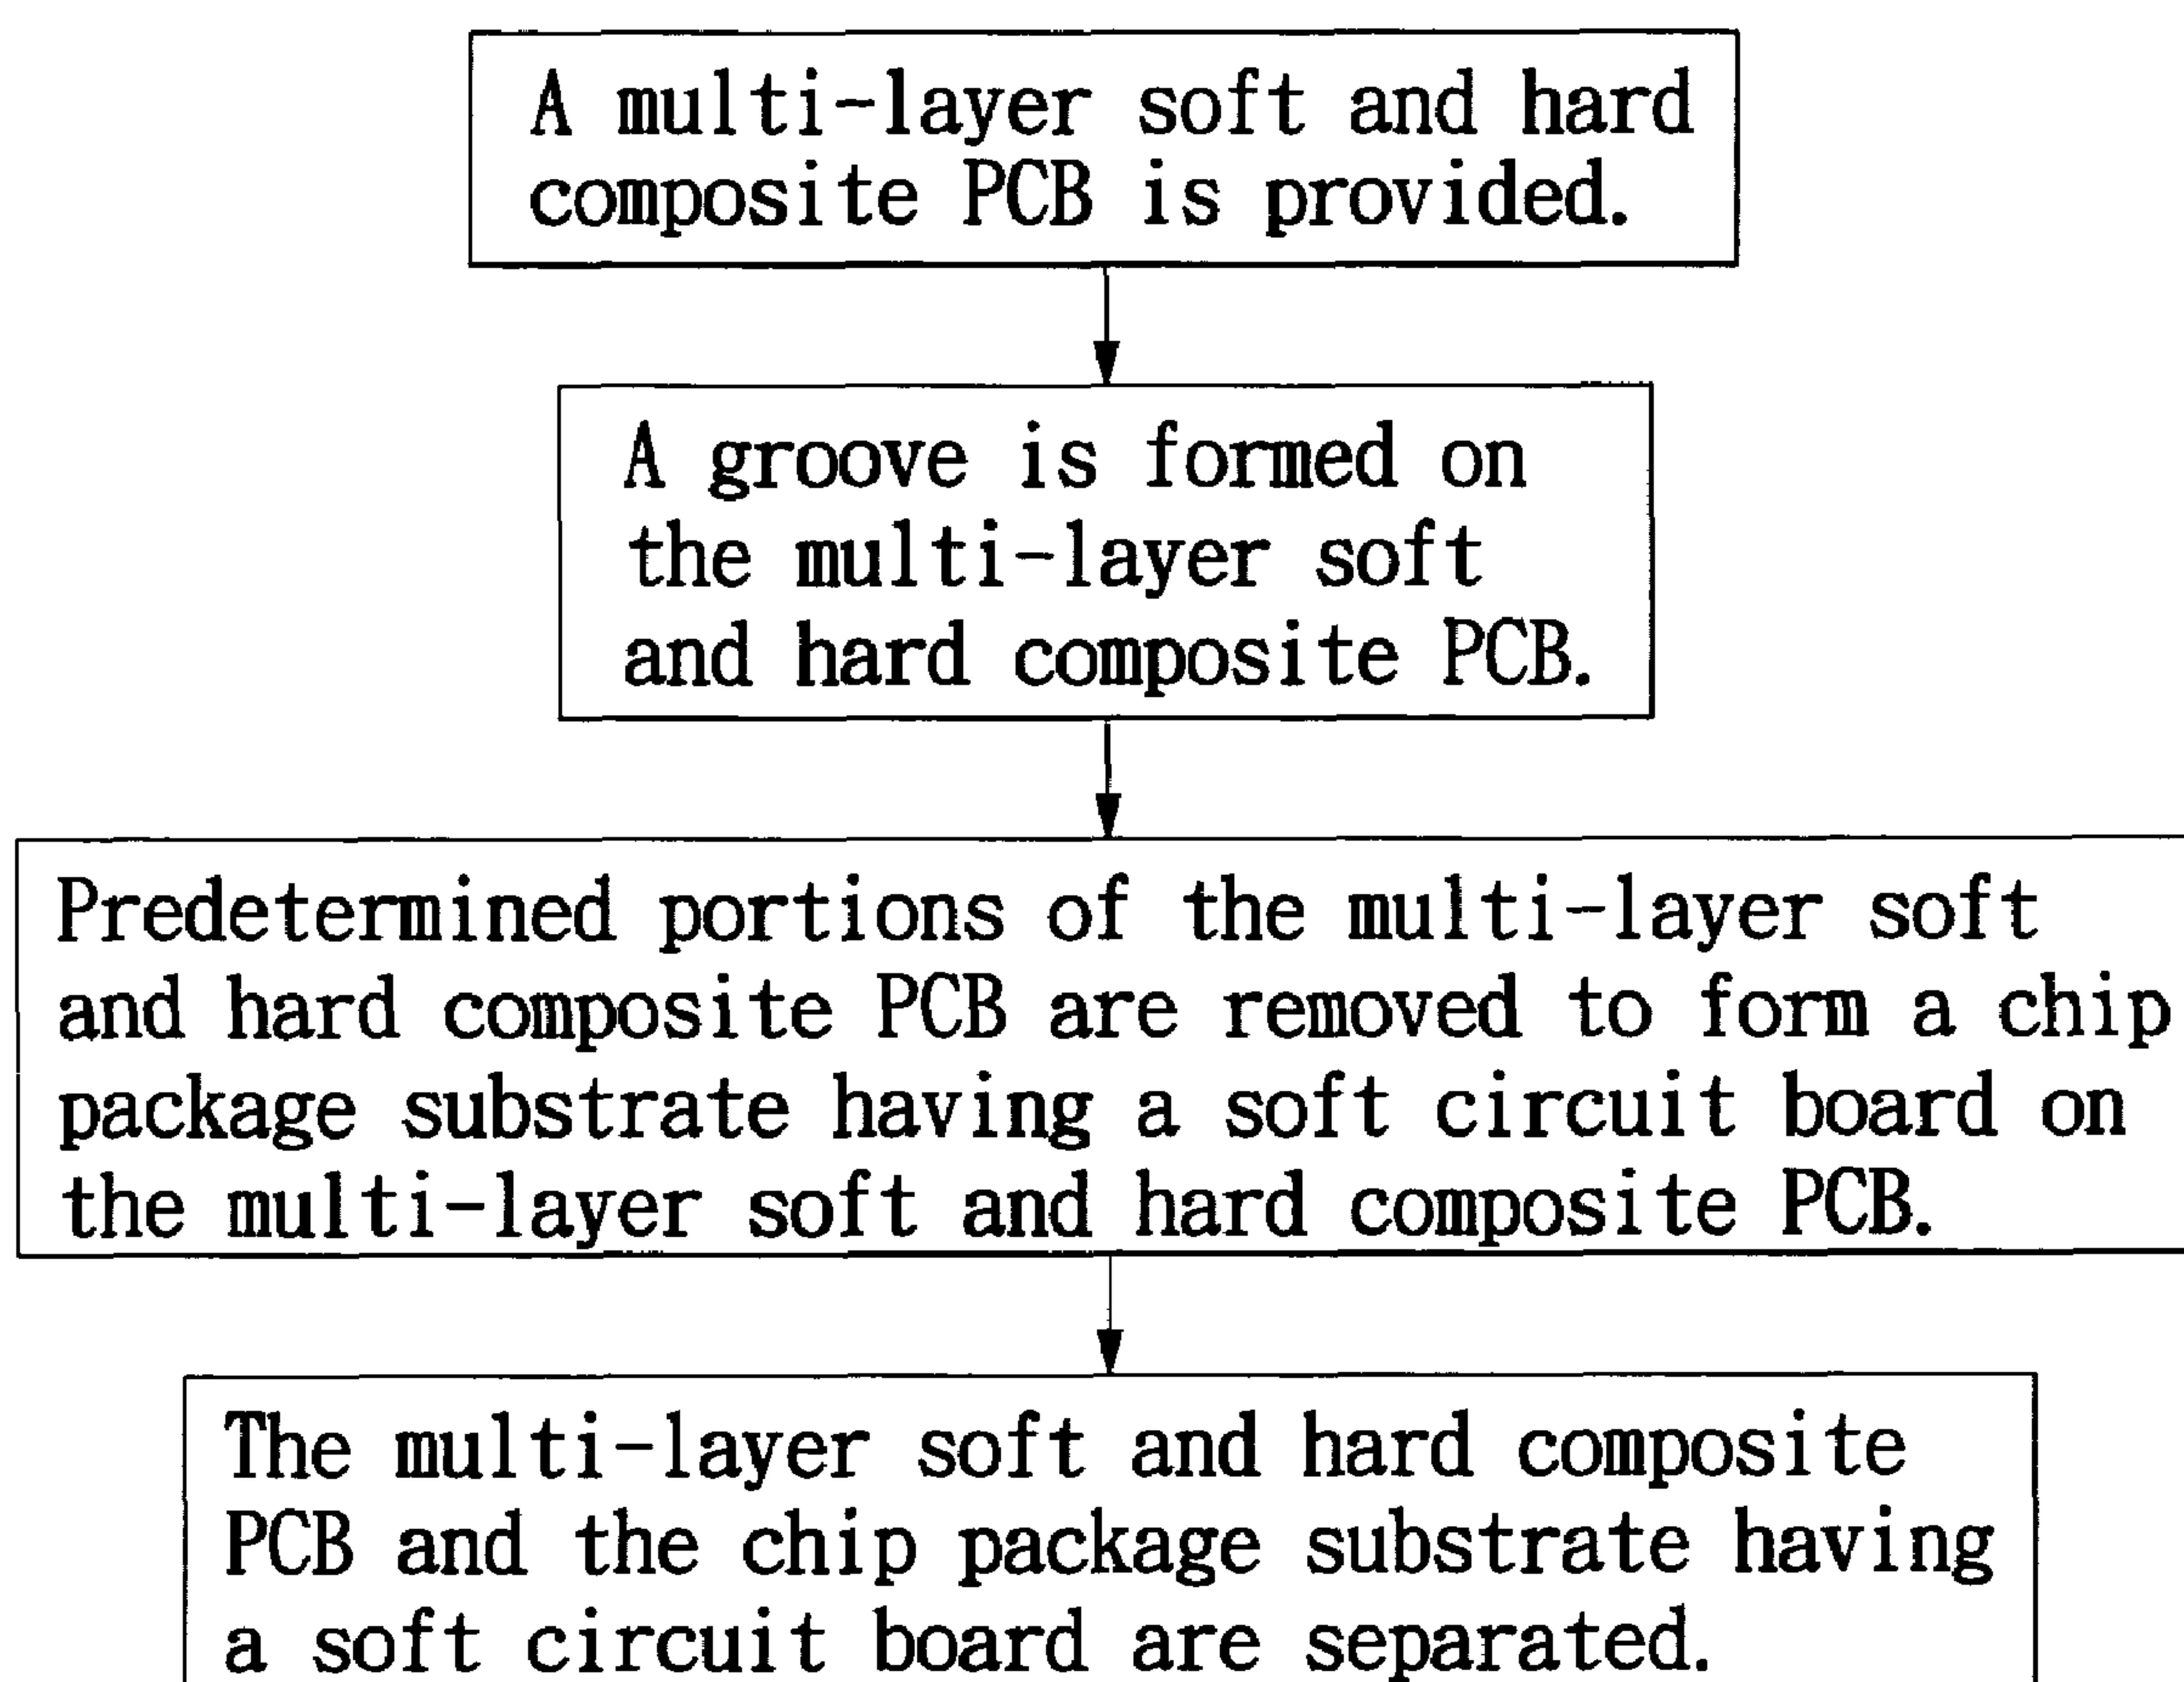 A multi-layer soft and hard
composite PCB is provided.
A groove is formed on
the multi-layer soft
and hard composite PCB.
Predetermined portions of the multi-layer soft
and hard composite PCB are removed to form a chip
package substrate having a soft circuit board on
the multi-layer soft and hard composite PCB.
The multi-layer soft and hard composite
PCB and the chip package substrate having
a soft circuit board are separated.